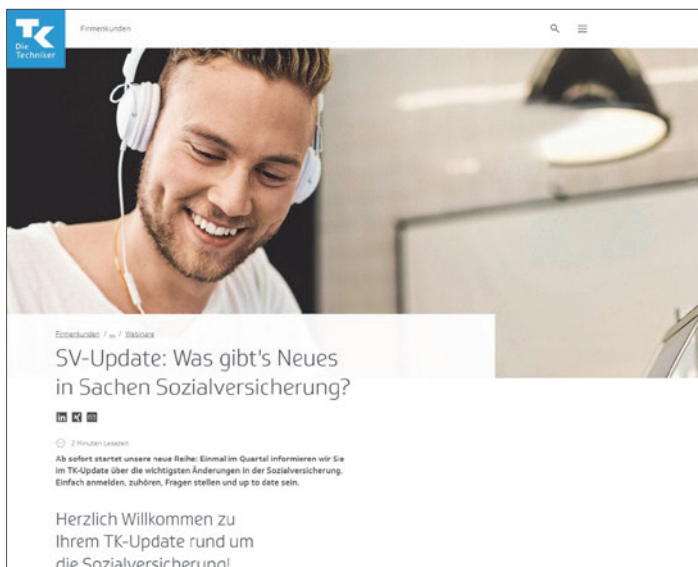 TK
Die
Techniker
Firmenkunden
Firmenkunden / ... / Webinare
SV-Update: Was gibt's Neues
in Sachen Sozialversicherung?
in
2 Minuten Lesezeit
Ab sofort startet unsere neue Reihe: Einmal im Quartal informieren wir Sie
im TK-Update über die wichtigsten Änderungen in der Sozialversicherung.
Einfach anmelden, zuhören, Fragen stellen und up to date sein.
Herzlich Willkommen zu
Ihrem TK-Update rund um
die Sozialversicherung!